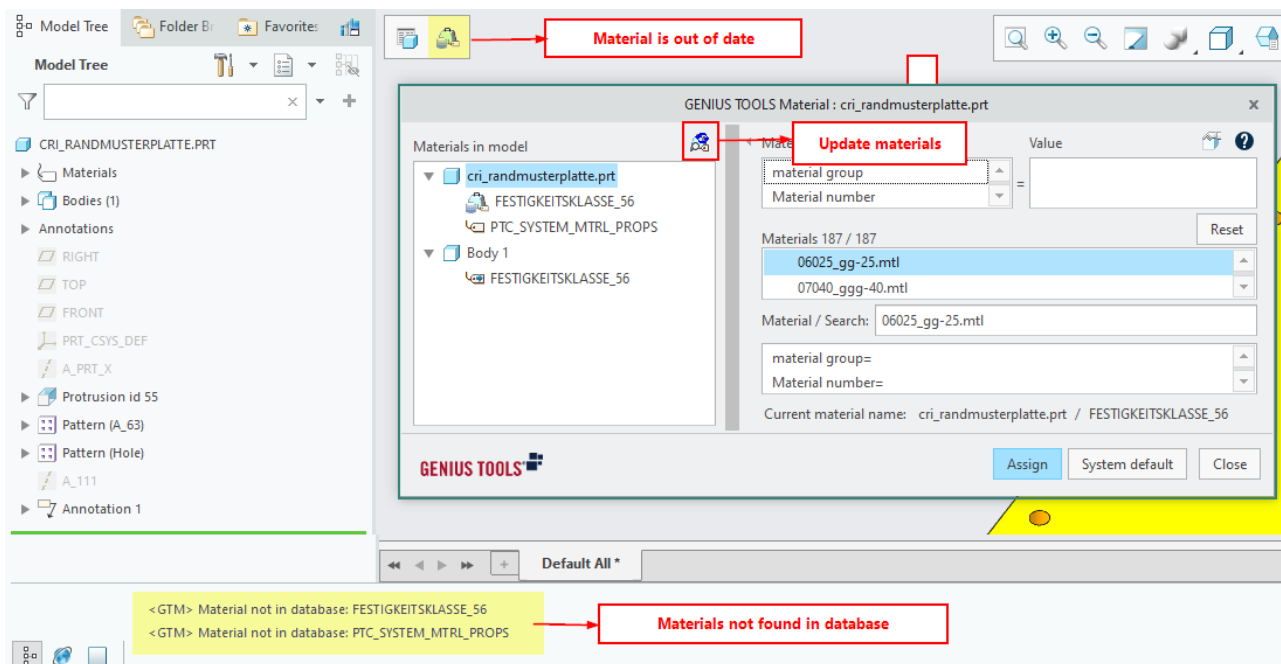 Model Tree
Folder Br
Favorites
Material is out of date
Model Tree
GENIUS TOOLS Material : cri_randmusterplatte.prt
CRI_RANDMUSTERPLATTE.PRT
Materials
Bodies (1)
Annotations
RIGHT
TOP
FRONT
PRT_CSYS_DEF
A_PRT_X
Protrusion id 55
Pattern (A_63)
Pattern (Hole)
A_111
Annotation 1
Materials in model
Update materials
cri_randmusterplatte.prt
FESTIGKEITSKLASSE_56
PTC_SYSTEM_MTRL_PROPS
Body 1
FESTIGKEITSKLASSE_56
Mate
Value
material group
=
Material number
Reset
Materials 187 / 187
06025_gg-25.mtl
07040_ggg-40.mtl
Material / Search: 06025_gg-25.mtl
material group=
Material number=
Current material name: cri_randmusterplatte.prt / FESTIGKEITSKLASSE_56
GENIUS TOOLS
Assign
System default
Close
Default All *
<GTM> Material not in database: FESTIGKEITSKLASSE_56
<GTM> Material not in database: PTC_SYSTEM_MTRL_PROPS
Materials not found in database